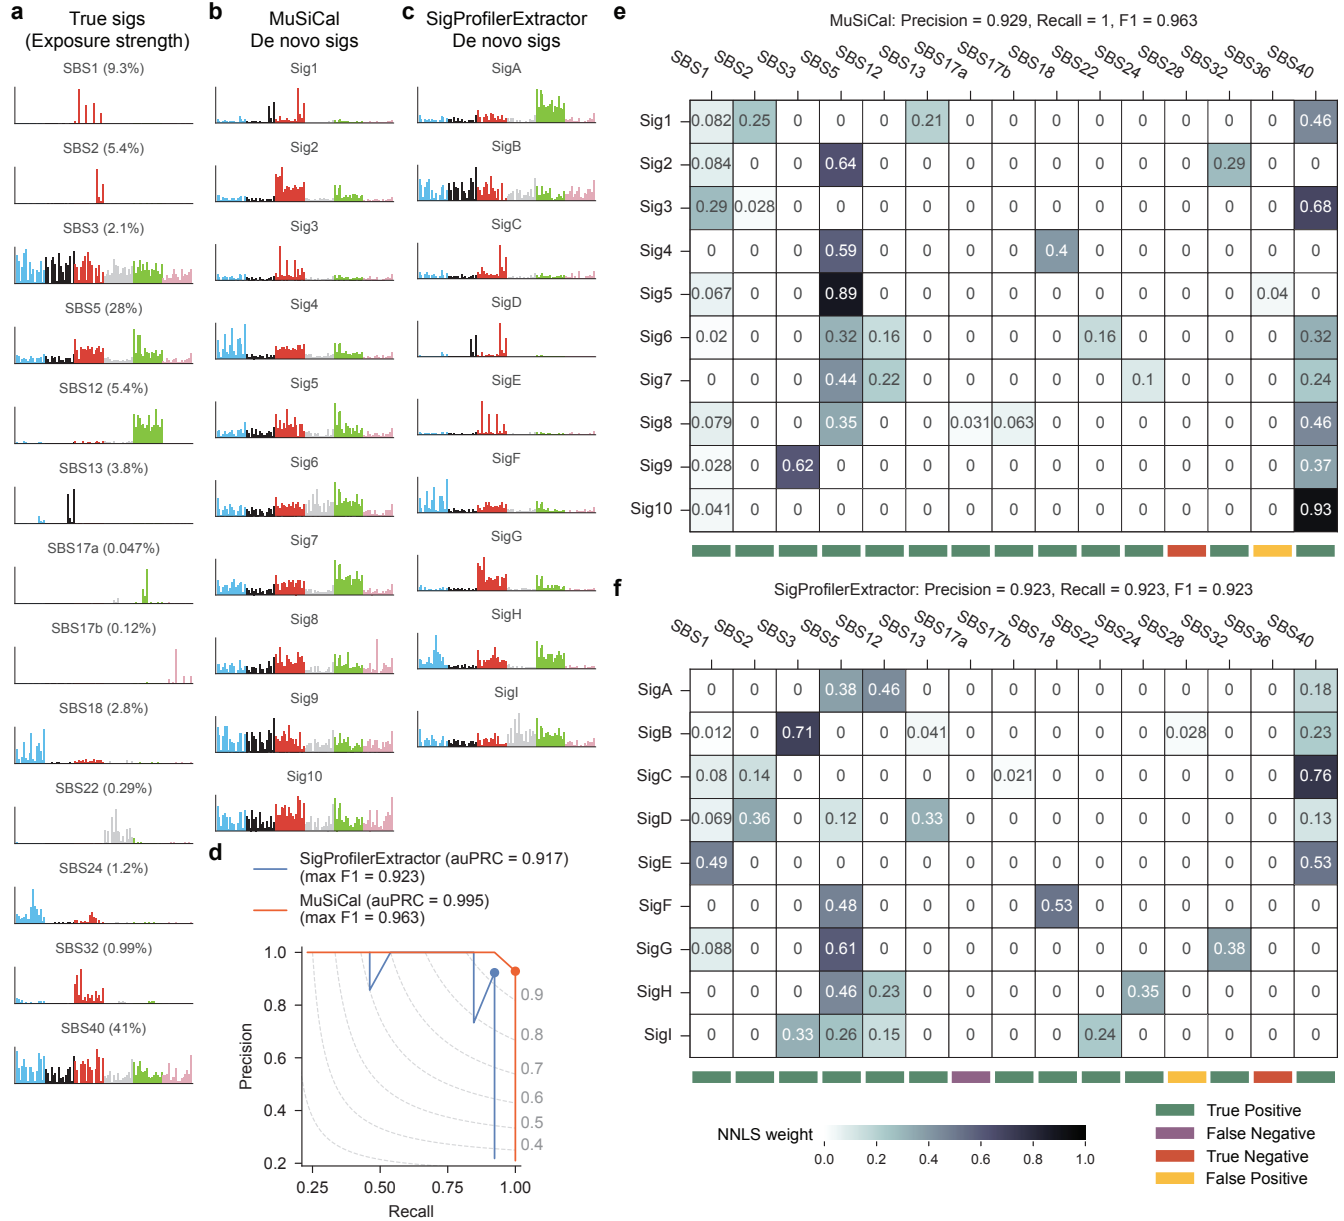 a
True sigs
(Exposure strength)
SBS1 (9.3%)
SBS2 (5.4%)
SBS3 (2.1%)
SBS5 (28%)
SBS12 (5.4%)
SBS13 (3.8%)
SBS17a (0.047%)
SBS17b (0.12%)
SBS18 (2.8%)
SBS22 (0.29%)
SBS24 (1.2%)
SBS32 (0.99%)
SBS40 (41%)
b
MuSiCal
De novo sigs
Sig1
Sig2
Sig3
Sig4
Sig5
Sig6
Sig7
Sig8
Sig9
Sig10
c
SigProfilerExtractor
De novo sigs
SigA
SigB
SigC
SigD
SigE
SigF
SigG
SigH
SigI
d
SigProfilerExtractor (auPRC = 0.917)
(max F1 = 0.923)
MuSiCal (auPRC = 0.995)
(max F1 = 0.963)
Precision
1.0
0.8
0.6
0.4
0.2
0.9
0.8
0.7
0.6
0.5
0.4
0.25 0.50 0.75 1.00
Recall
e
MuSiCal: Precision = 0.929, Recall = 1, F1 = 0.963
SBS1 SBS2 SBS3 SBS5 SBS12 SBS13 SBS17a SBS17b SBS18 SBS22 SBS24 SBS28 SBS32 SBS36 SBS40
Sig1 0.082 0.25 0 0 0 0.21 0 0 0 0 0 0 0 0 0.46
Sig2 0.084 0 0 0.64 0 0 0 0 0 0 0 0 0.29 0 0
Sig3 0.29 0.028 0 0 0 0 0 0 0 0 0 0 0 0 0.68
Sig4 0 0 0 0.59 0 0 0 0 0.4 0 0 0 0 0 0
Sig5 0.067 0 0 0.89 0 0 0 0 0 0 0 0 0 0.04 0
Sig6 0.02 0 0 0.32 0.16 0 0 0 0 0.16 0 0 0 0 0.32
Sig7 0 0 0 0.44 0.22 0 0 0 0 0 0.1 0 0 0 0.24
Sig8 0.079 0 0 0.35 0 0 0.031 0.063 0 0 0 0 0 0 0.46
Sig9 0.028 0 0.62 0 0 0 0 0 0 0 0 0 0 0 0.37
Sig10 0.041 0 0 0 0 0 0 0 0 0 0 0 0 0 0.93
f
SigProfilerExtractor: Precision = 0.923, Recall = 0.923, F1 = 0.923
SBS1 SBS2 SBS3 SBS5 SBS12 SBS13 SBS17a SBS17b SBS18 SBS22 SBS24 SBS28 SBS32 SBS36 SBS40
SigA 0 0 0 0.38 0.46 0 0 0 0 0 0 0 0 0 0.18
SigB 0.012 0 0.71 0 0 0.041 0 0 0 0 0 0.028 0 0 0.23
SigC 0.08 0.14 0 0 0 0 0 0.021 0 0 0 0 0 0 0.76
SigD 0.069 0.36 0 0.12 0 0.33 0 0 0 0 0 0 0 0 0.13
SigE 0.49 0 0 0 0 0 0 0 0 0 0 0 0 0 0.53
SigF 0 0 0 0.48 0 0 0 0 0.53 0 0 0 0 0 0
SigG 0.088 0 0 0.61 0 0 0 0 0 0 0 0 0.38 0 0
SigH 0 0 0 0.46 0.23 0 0 0 0 0 0.35 0 0 0 0
SigI 0 0 0.33 0.26 0.15 0 0 0 0 0.24 0 0 0 0 0
NNLS weight
0.0 0.2 0.4 0.6 0.8 1.0
True Positive
False Negative
True Negative
False Positive